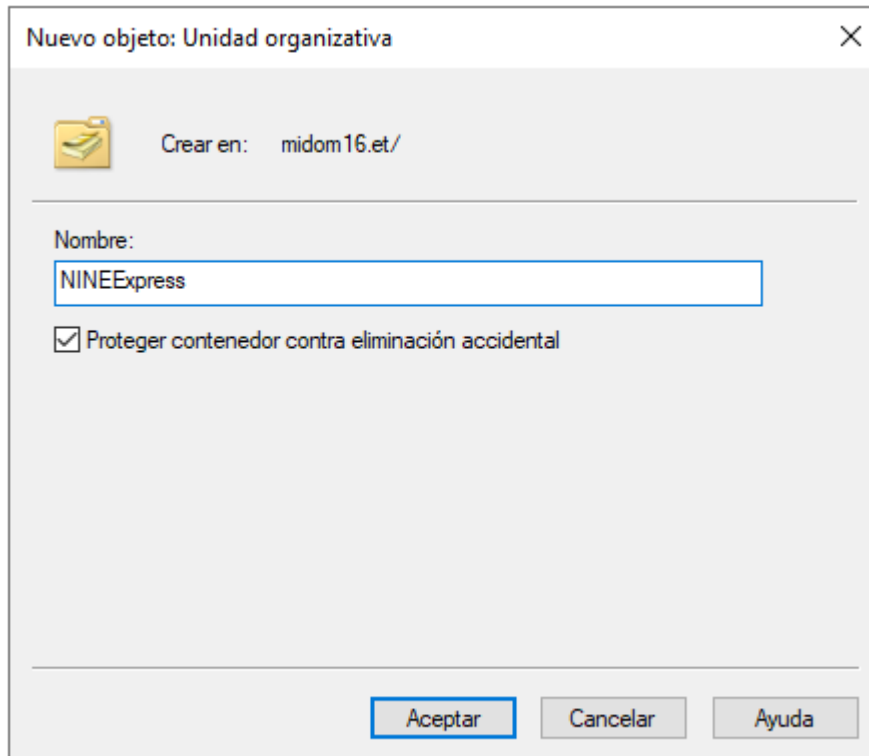 Nuevo objeto: Unidad organizativa
Crear en: midom16.et/
Nombre:
NINEExpress
Proteger contenedor contra eliminación accidental
Aceptar Cancelar Ayuda